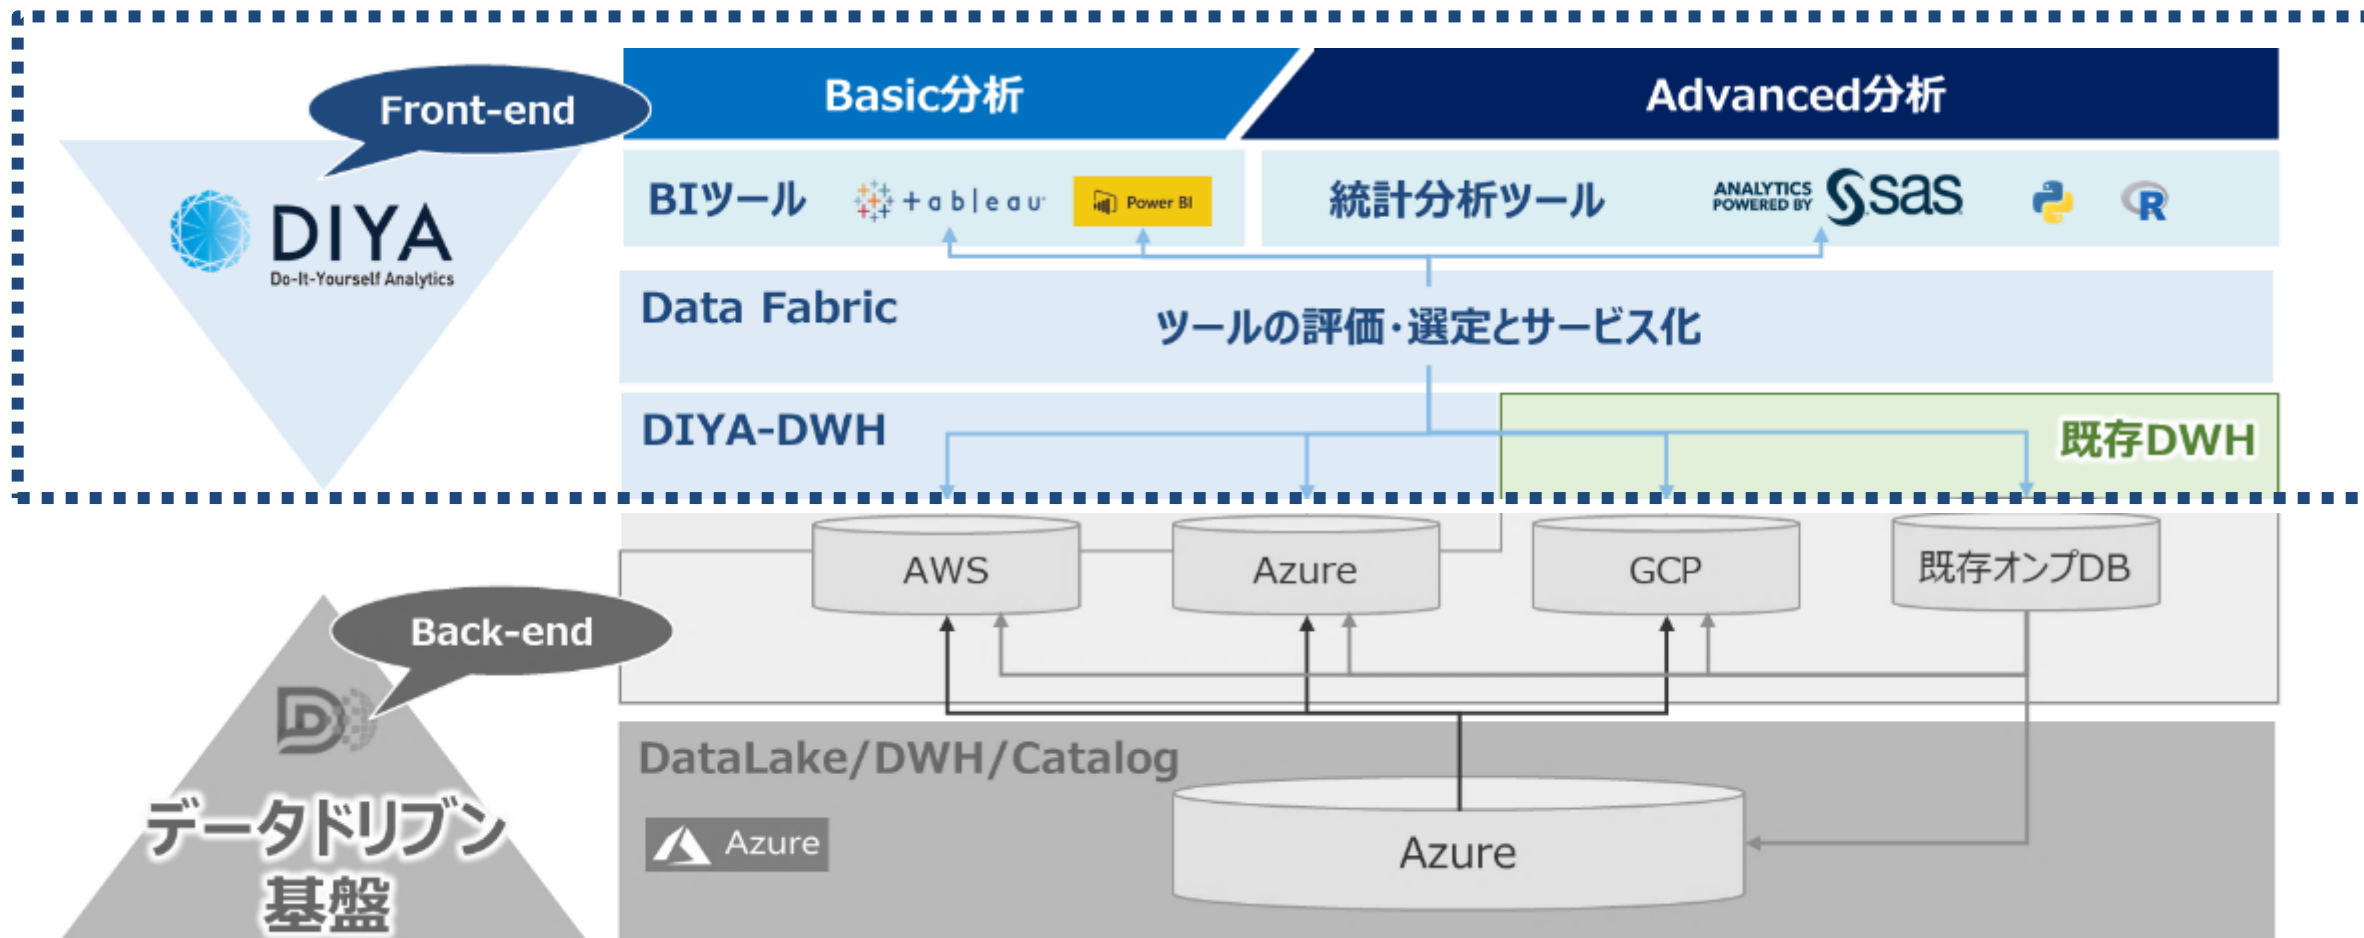 Basic分析
Advanced分析
Front-end
DIYA
Do-It-Yourself Analytics
BIツール
+ableau
Power BI
統計分析ツール
ANALYTICS
POWERED BY
sas
R
Data Fabric
ツールの評価・選定とサービス化
DIYA-DWH
既存DWH
AWS
Azure
GCP
既存オンプDB
Back-end
D
データドリブン
基盤
DataLake/DWH/Catalog
Azure
Azure